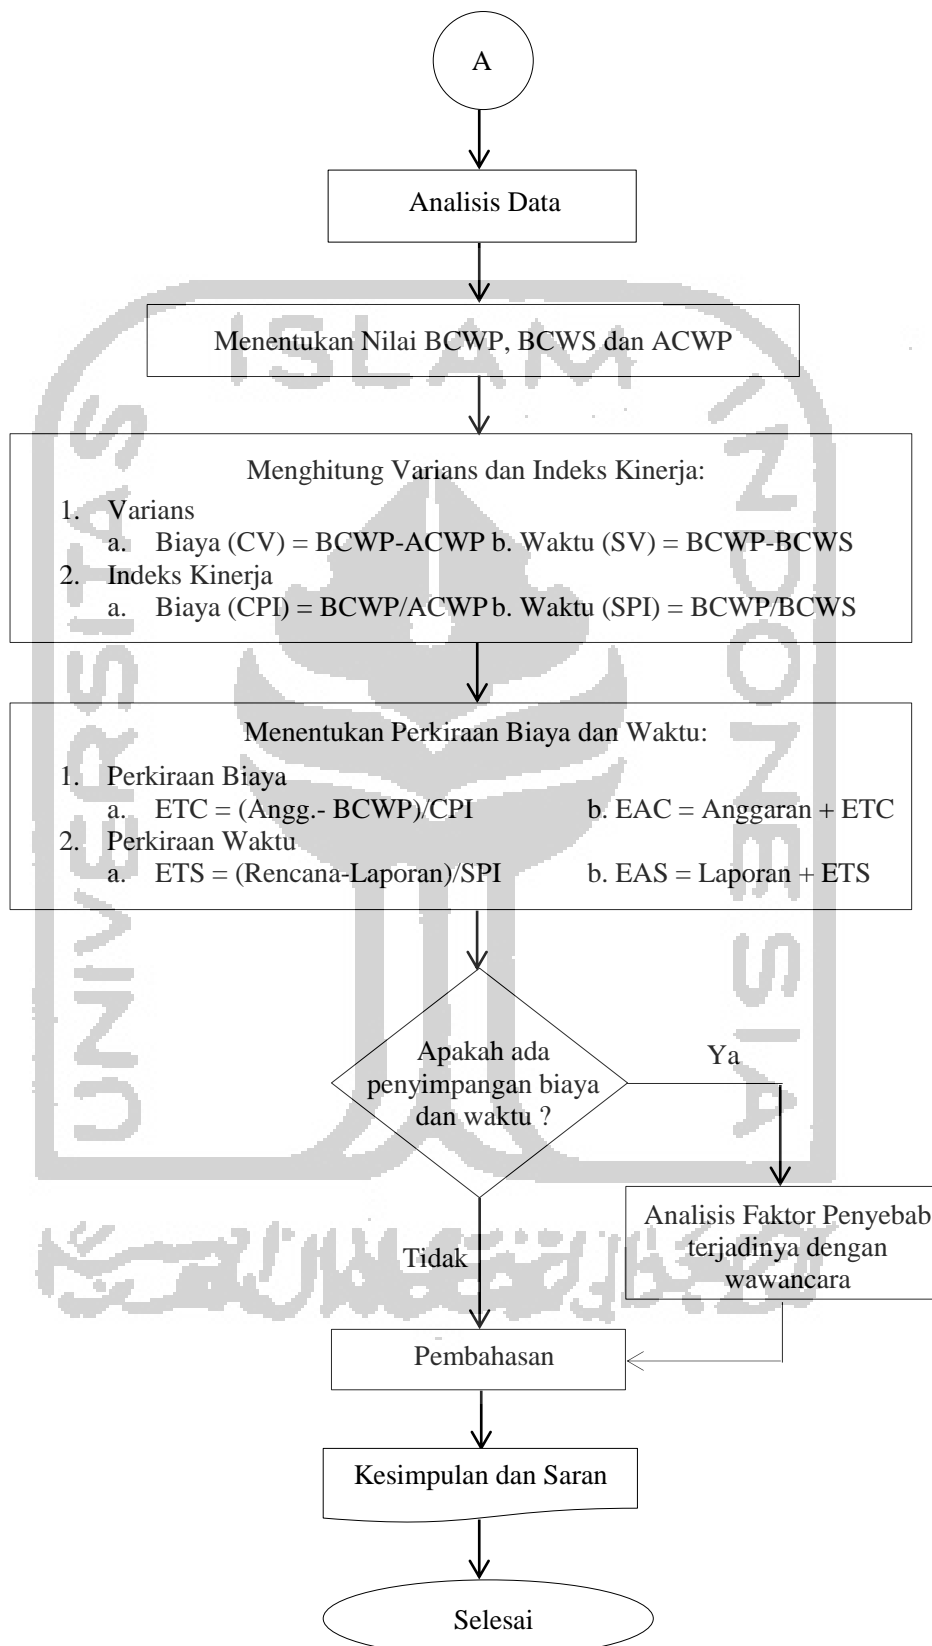 A
Analisis Data
Menentukan Nilai BCWP, BCWS dan ACWP
Menghitung Varians dan Indeks Kinerja:
1. Varians
a. Biaya (CV) = BCWP-ACWP b. Waktu (SV) = BCWP-BCWS
2. Indeks Kinerja
a. Biaya (CPI) = BCWP/ACWP b. Waktu (SPI) = BCWP/BCWS
Menentukan Perkiraan Biaya dan Waktu:
1. Perkiraan Biaya
a. ETC = (Angg.- BCWP)/CPI b. EAC = Anggaran + ETC
2. Perkiraan Waktu
a. ETS = (Rencana-Laporan)/SPI b. EAS = Laporan + ETS
Apakah ada
penyimpangan biaya
dan waktu ?
Ya
Tidak
Analisis Faktor Penyebab
terjadinya dengan
wawancara
Pembahasan
Kesimpulan dan Saran
Selesai
UNIVERSITAS
ISLAM
INDONESIA